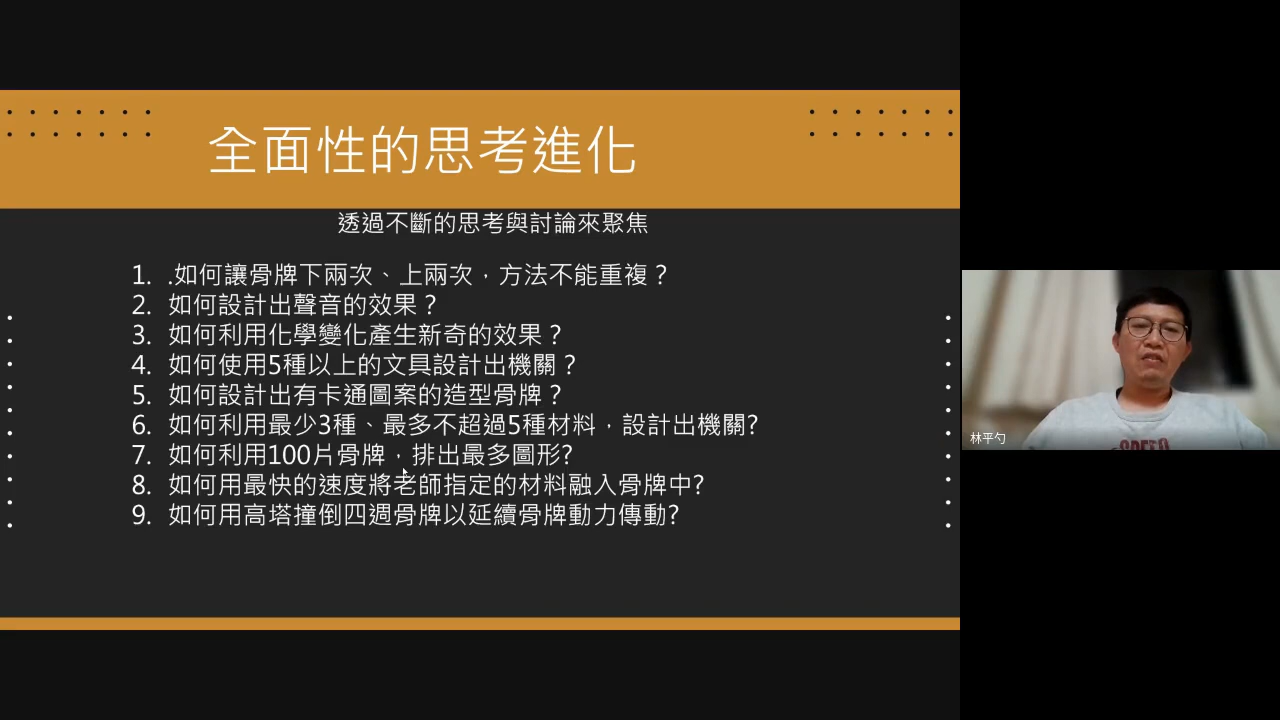 全面性的思考進化
透過不斷的思考與討論來聚焦
1. .如何讓骨牌下兩次、上兩次，方法不能重複？
2. 如何設計出聲音的效果？
3. 如何利用化學變化產生新奇的效果？
4. 如何使用5種以上的文具設計出機關？
5. 如何設計出有卡通圖案的造型骨牌？
6. 如何利用最少3種、最多不超過5種材料，設計出機關?
7. 如何利用100片骨牌，排出最多圖形?
8. 如何用最快的速度將老師指定的材料融入骨牌中?
9. 如何用高塔撞倒四週骨牌以延續骨牌動力傳動?
林平勺